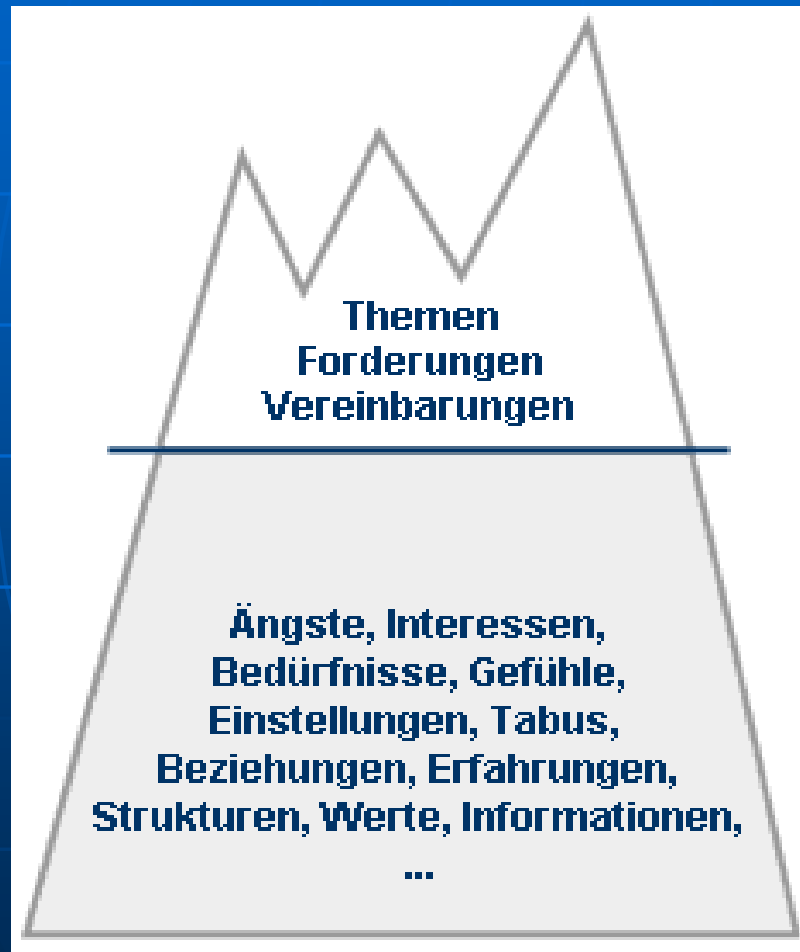 Themen
Forderungen
Vereinbarungen
Ängste, Interessen,
Bedürfnisse, Gefühle,
Einstellungen, Tabus,
Beziehungen, Erfahrungen,
Strukturen, Werte, Informationen,
...